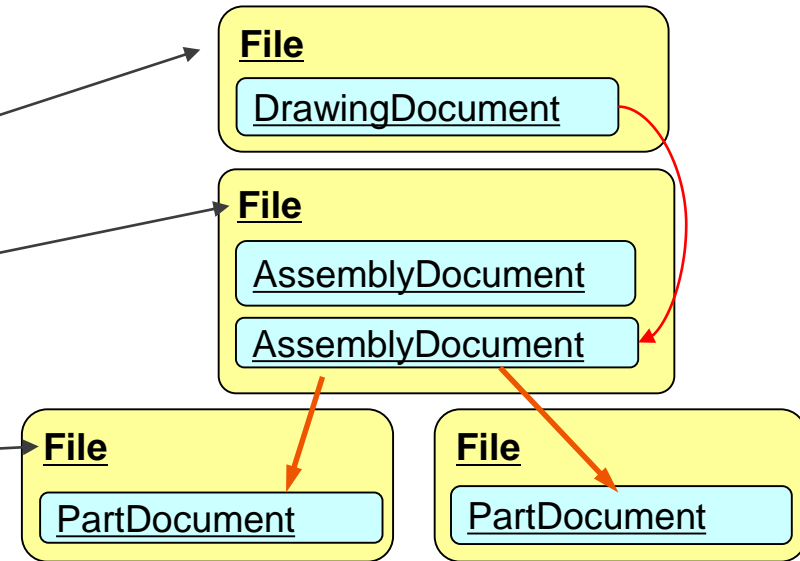 File
DrawingDocument
File
AssemblyDocument
AssemblyDocument
File
PartDocument
File
PartDocument